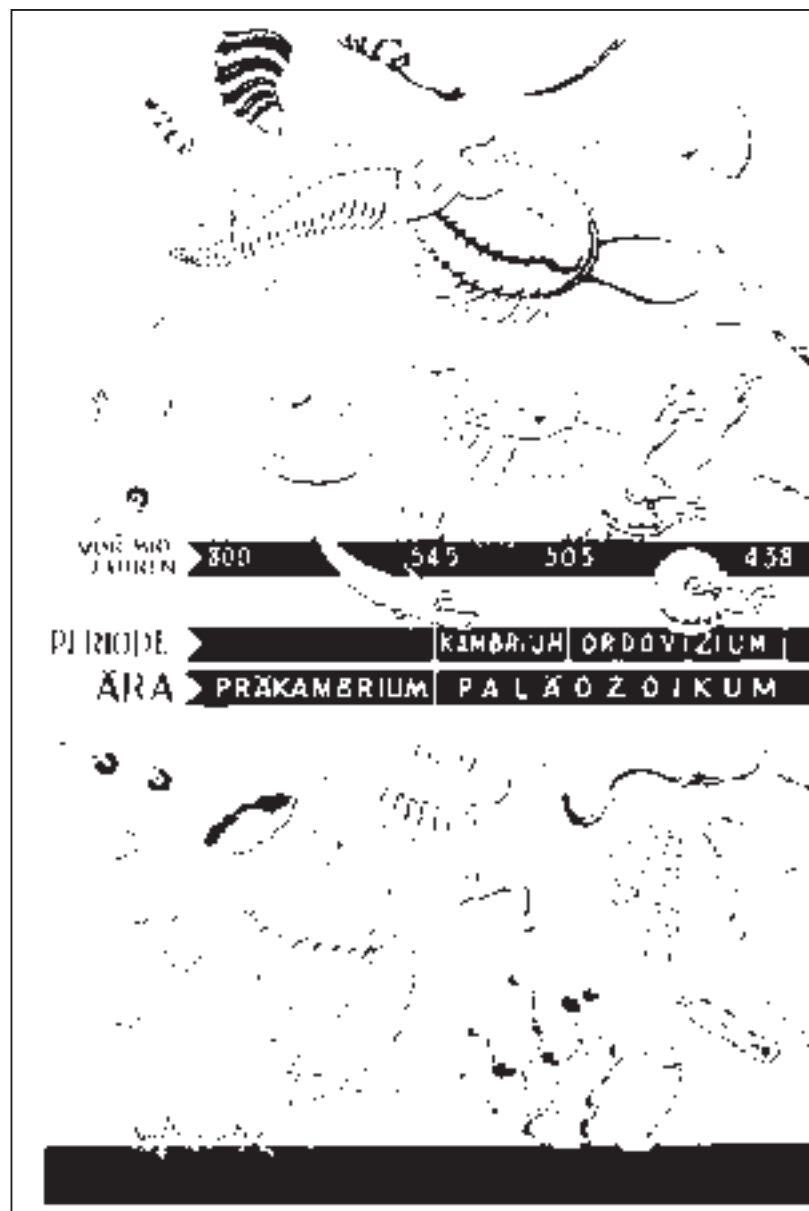 VOR MIO
JAHREN 800 545 505 438
PERIODE KAMBRIUM ORDOVIZIUM
ÄRA PRÄKAMBRIUM PALÄOZOIKUM